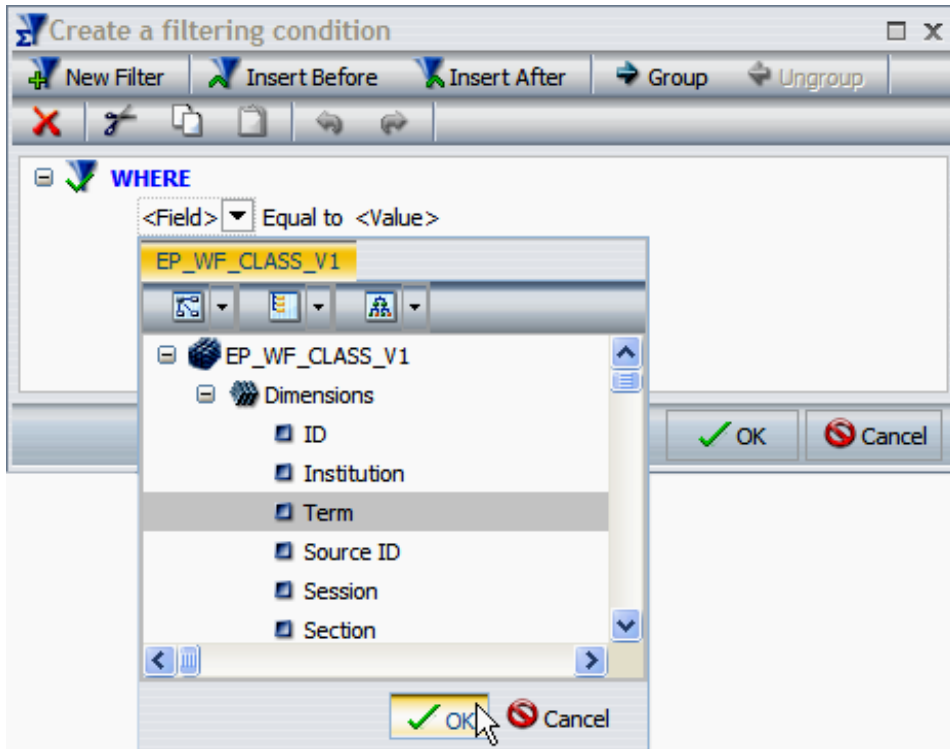 Create a filtering condition
New Filter Insert Before Insert After Group Ungroup
WHERE
<Field> Equal to <Value>
EP_WF_CLASS_V1
EP_WF_CLASS_V1
Dimensions
ID
Institution
Term
Source ID
Session
Section
OK Cancel
OK Cancel